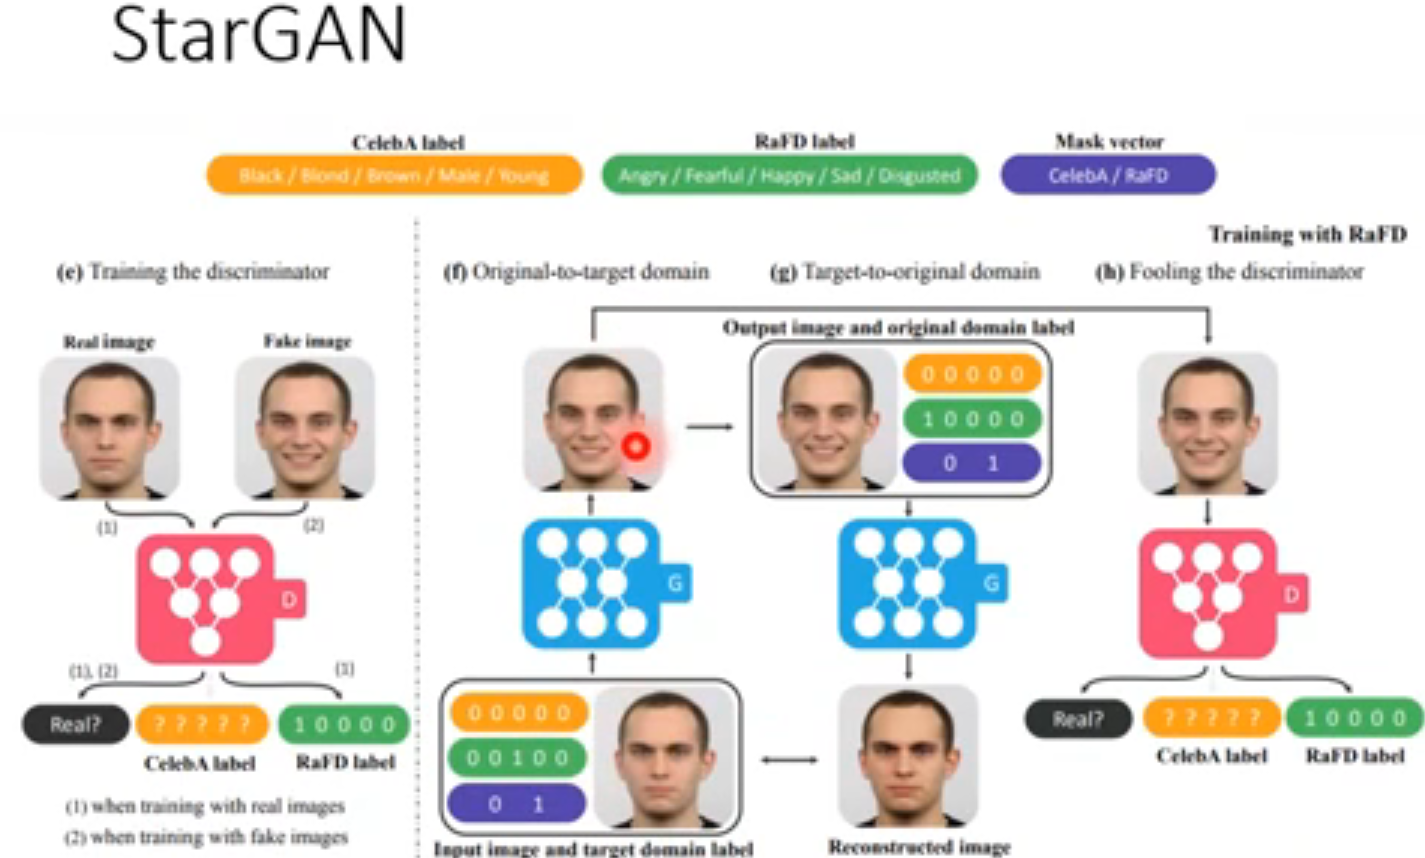 StarGAN
CelebA label
RaFD label
Mask vector
Black / Blond / Brown / Male / Young
Angry / Fearful / Happy / Sad / Disgusted
CelebA / RaFD
Training with RaFD
(e) Training the discriminator
(f) Original-to-target domain
(g) Target-to-original domain
(h) Fooling the discriminator
Output image and original domain label
Real image
Fake image
0 0 0 0 0
1 0 0 0 0
0 1
(1)
(2)
D
G
G
D
(1), (2)
(1)
Real?
? ? ? ? ?
1 0 0 0 0
CelebA label
RaFD label
0 0 0 0 0
0 0 1 0 0
0 1
Real?
? ? ? ? ?
1 0 0 0 0
CelebA label
RaFD label
(1) when training with real images
(2) when training with fake images
Input image and target domain label
Reconstructed image